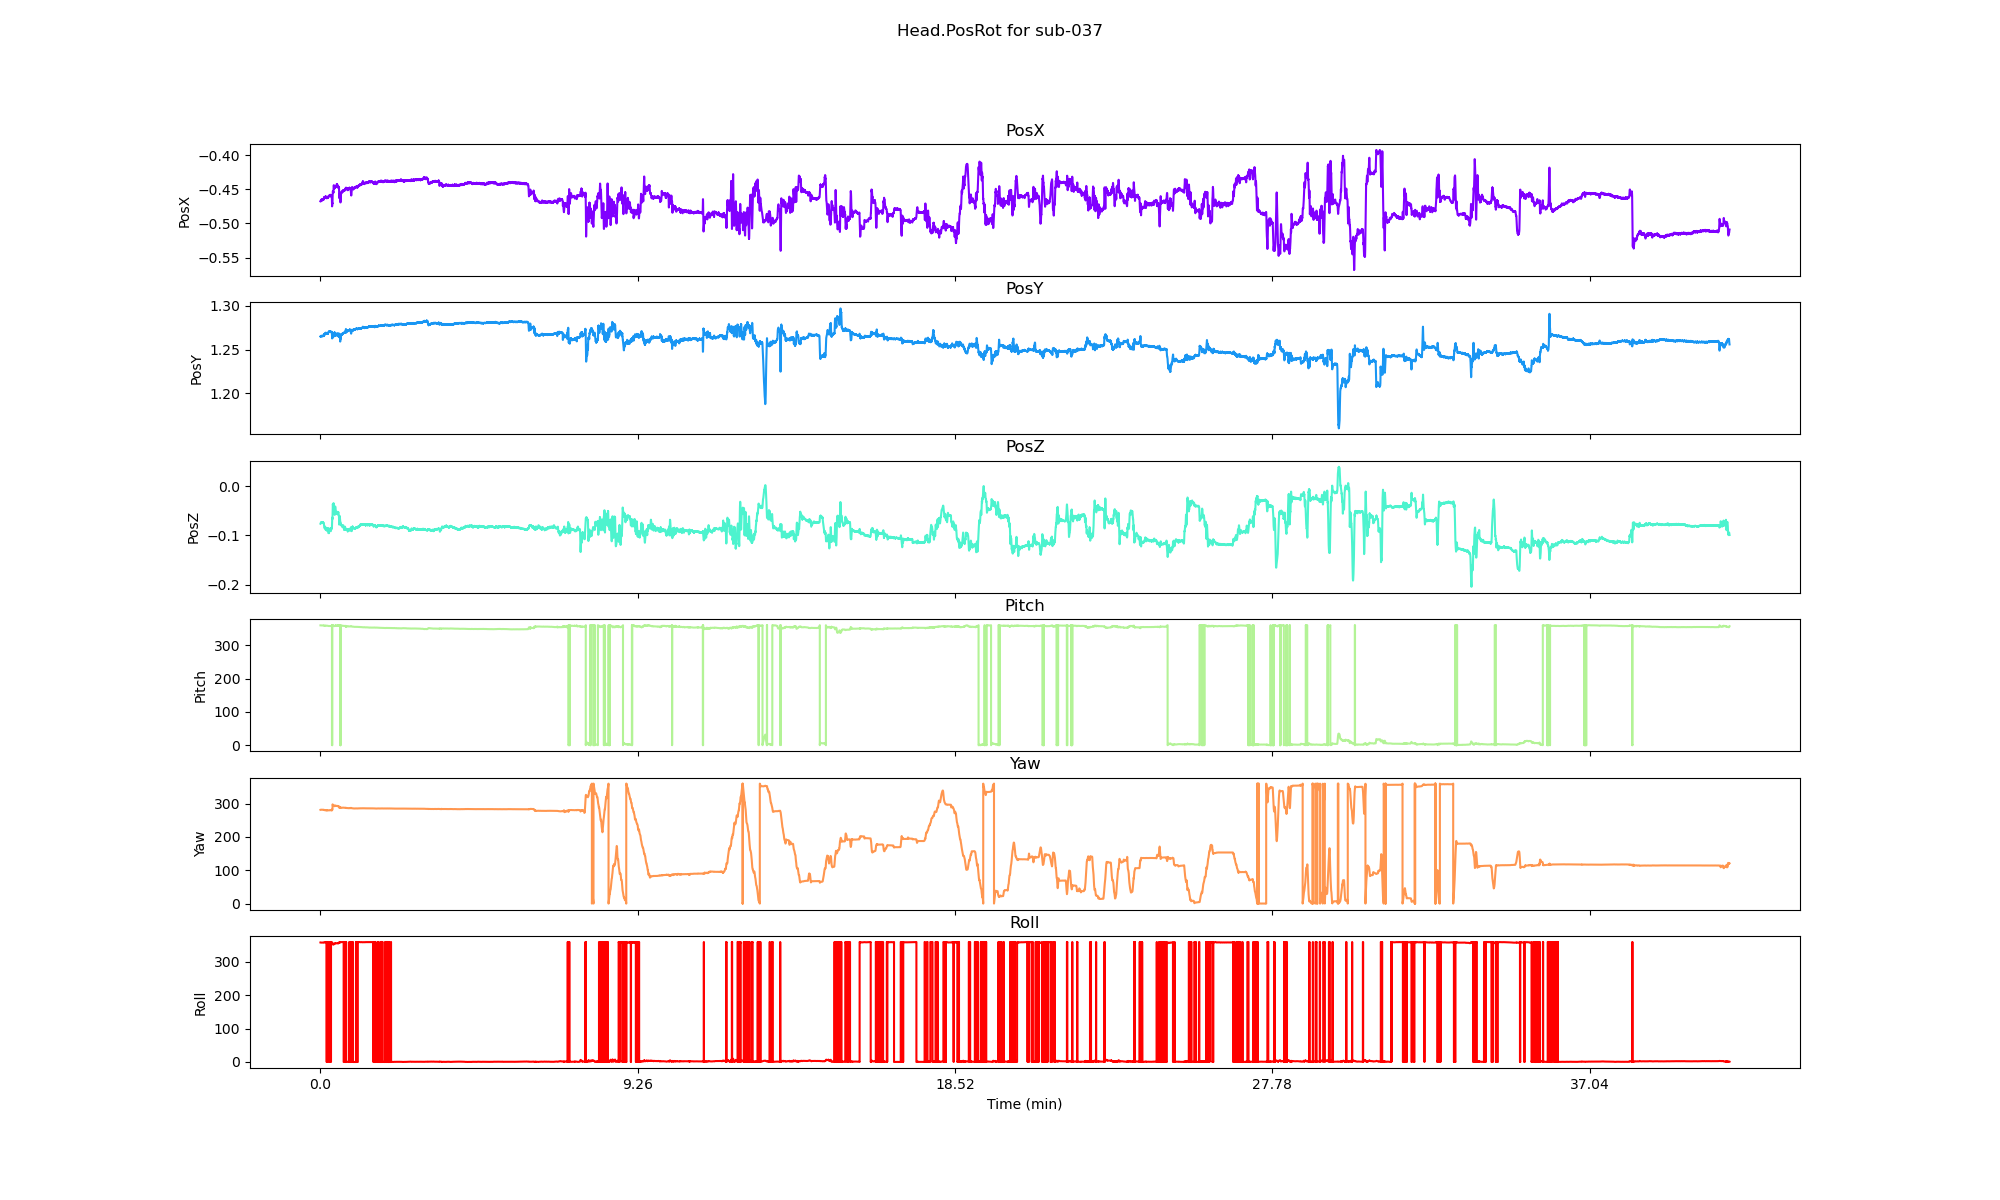 Head.PosRot for sub-037
PosX
−0.40
−0.45
−0.50
−0.55
PosX
PosY
1.30
1.25
1.20
PosY
PosZ
0.0
−0.1
−0.2
PosZ
Pitch
300
200
100
0
Pitch
Yaw
300
200
100
0
Yaw
Roll
300
200
100
0
Roll
0.0 9.26 18.52 27.78 37.04
Time (min)